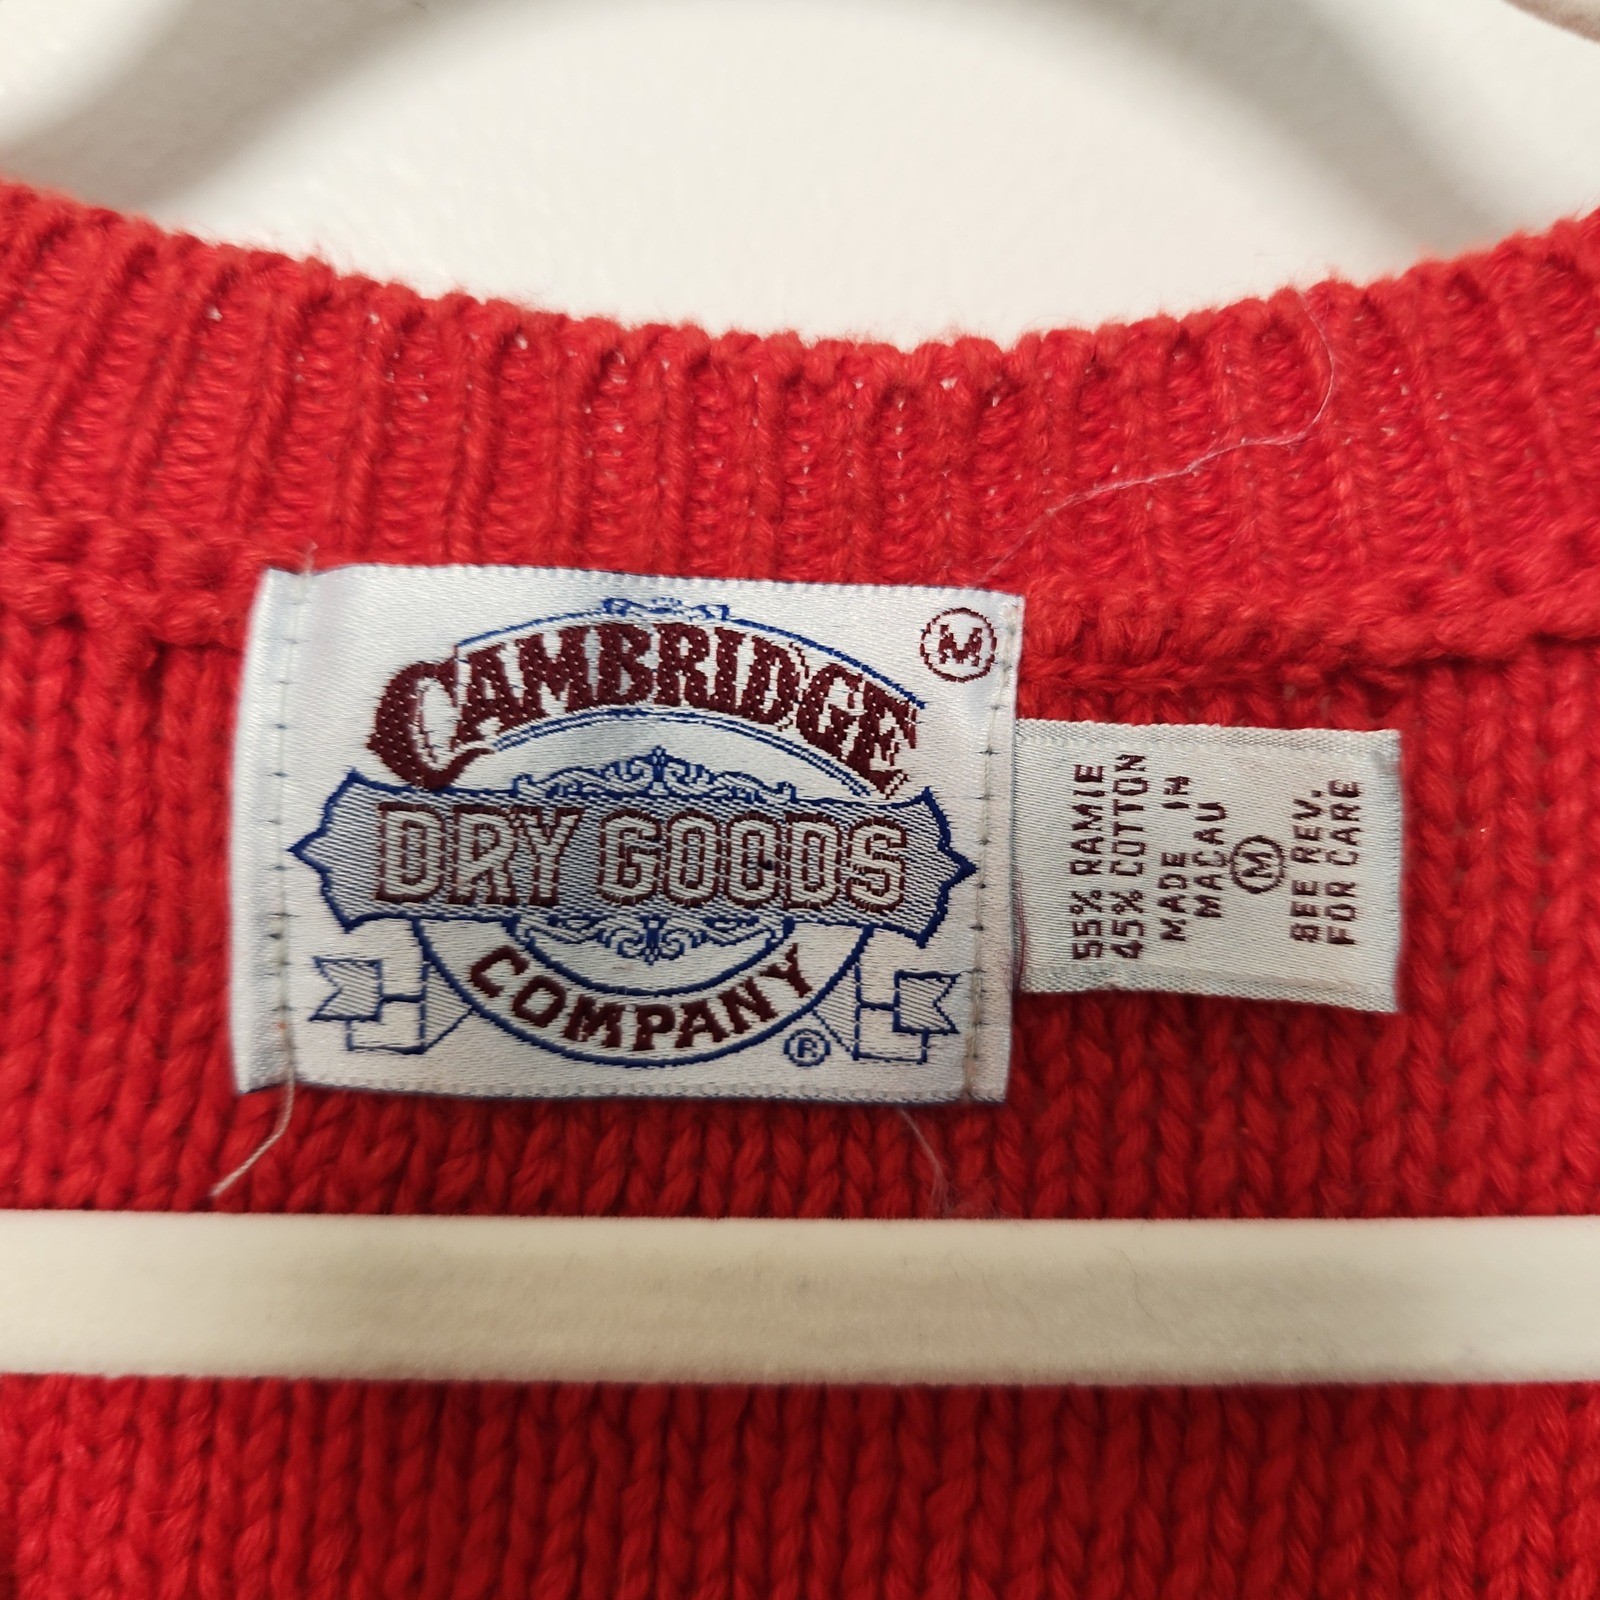 CAMBRIDGE
M
DRY GOODS
COMPANY
®
55% RAMIE
45% COTTON
MADE IN
MACAU
M
SEE REV.
FOR CARE